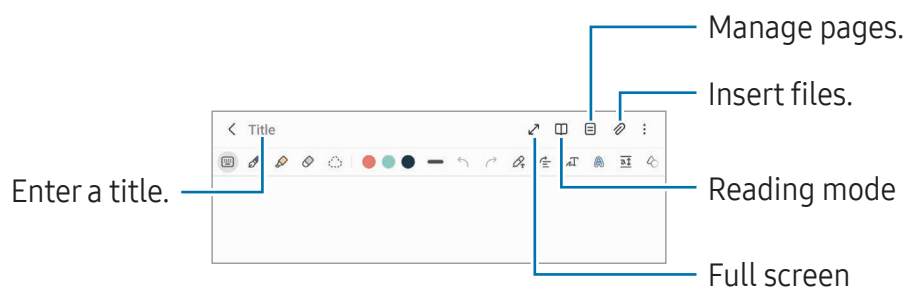 Manage pages.
Insert files.
Title
Enter a title.
Reading mode
Full screen